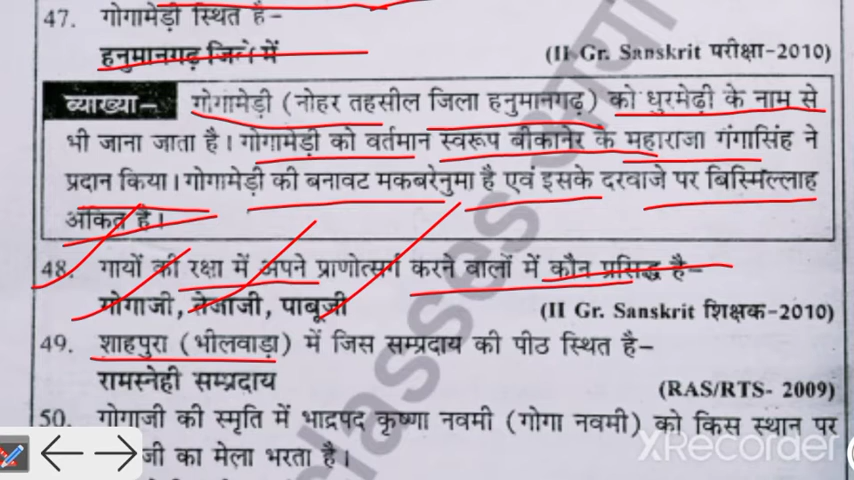 47. गोगामेड़ी स्थित है–
हनुमानगढ़ जिले में (II Gr. Sanskrit परीक्षा-2010)
व्याख्या– गोगामेड़ी (नोहर तहसील जिला हनुमानगढ़) को धुरमेढ़ी के नाम से
भी जाना जाता है। गोगामेड़ी को वर्तमान स्वरूप बीकानेर के महाराजा गंगासिंह ने
प्रदान किया। गोगामेड़ी की बनावट मकबरेनुमा है एवं इसके दरवाजे पर बिस्मिल्लाह
अंकित है।
48. गायों की रक्षा में अपने प्राणोत्सर्ग करने वालों में कौन प्रसिद्ध है–
गोगाजी, तेजाजी, पाबूजी (II Gr. Sanskrit शिक्षक-2010)
49. शाहपुरा (भीलवाड़ा) में जिस सम्प्रदाय की पीठ स्थित है–
रामस्नेही सम्प्रदाय (RAS/RTS- 2009)
50. गोगाजी की स्मृति में भाद्रपद कृष्णा नवमी (गोगा नवमी) को किस स्थान पर
जी का मेला भरता है।
XRecorder